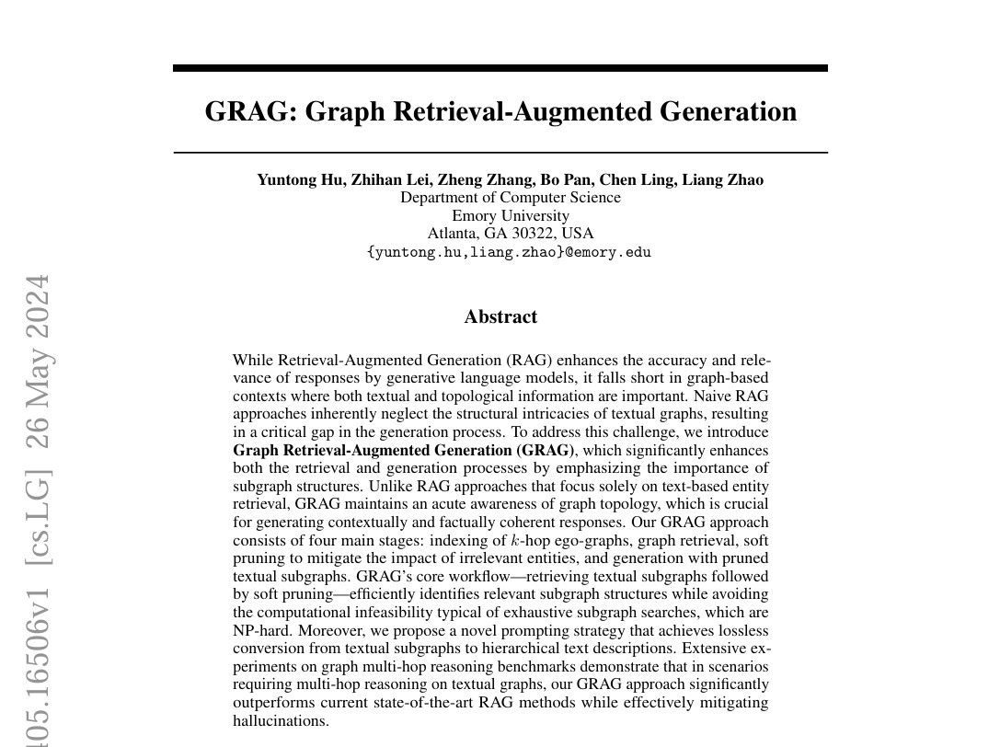 GRAG: Graph Retrieval-Augmented Generation
Yuntong Hu, Zhihan Lei, Zheng Zhang, Bo Pan, Chen Ling, Liang Zhao
Department of Computer Science
Emory University
Atlanta, GA 30322, USA
{yuntong.hu,liang.zhao}@emory.edu
Abstract
While Retrieval-Augmented Generation (RAG) enhances the accuracy and rele-
vance of responses by generative language models, it falls short in graph-based
contexts where both textual and topological information are important. Naive RAG
approaches inherently neglect the structural intricacies of textual graphs, resulting
in a critical gap in the generation process. To address this challenge, we introduce
Graph Retrieval-Augmented Generation (GRAG), which significantly enhances
both the retrieval and generation processes by emphasizing the importance of
subgraph structures. Unlike RAG approaches that focus solely on text-based entity
retrieval, GRAG maintains an acute awareness of graph topology, which is crucial
for generating contextually and factually coherent responses. Our GRAG approach
consists of four main stages: indexing of k-hop ego-graphs, graph retrieval, soft
pruning to mitigate the impact of irrelevant entities, and generation with pruned
textual subgraphs. GRAG's core workflow—retrieving textual subgraphs followed
by soft pruning—efficiently identifies relevant subgraph structures while avoiding
the computational infeasibility typical of exhaustive subgraph searches, which are
NP-hard. Moreover, we propose a novel prompting strategy that achieves lossless
conversion from textual subgraphs to hierarchical text descriptions. Extensive ex-
periments on graph multi-hop reasoning benchmarks demonstrate that in scenarios
requiring multi-hop reasoning on textual graphs, our GRAG approach significantly
outperforms current state-of-the-art RAG methods while effectively mitigating
hallucinations.
405.16506v1 [cs.LG] 26 May 2024